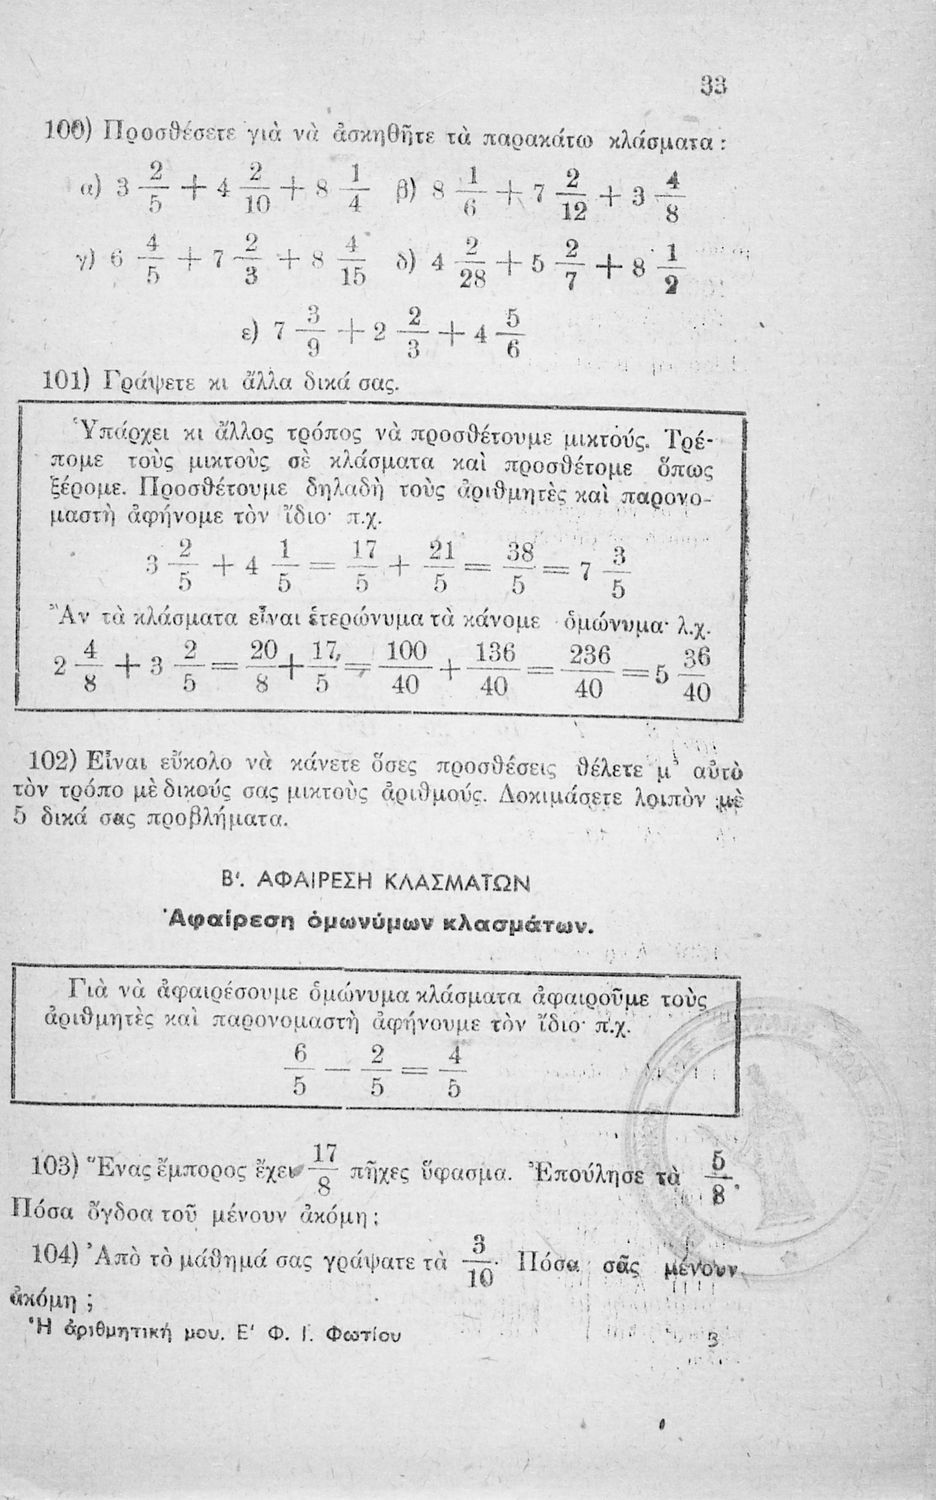 33
100) Προσθέσετε γιὰ νὰ ἀσκηθῆτε τὰ παρακάτω κλάσματα :
α) 3 2/5 + 4 2/10 + 8 1/4 β) 8 1/6 + 7 2/12 + 3 4/8
γ) 6 4/5 + 7 2/3 + 8 4/15 δ) 4 2/28 + 5 2/7 + 8 1/2
ε) 7 3/9 + 2 2/3 + 4 5/6
101) Γράψετε κι ἄλλα δικά σας.
Ὑπάρχει κι ἄλλος τρόπος νὰ προσθέτουμε μικτούς. Τρέ-
πομε τοὺς μικτοὺς σὲ κλάσματα καὶ προσθέτομε ὅπως
ξέρομε. Προσθέτουμε δηλαδὴ τοὺς ἀριθμητὲς καὶ παρονο-
μαστὴ ἀφήνομε τὸν ἴδιο· π.χ.
3 2/5 + 4 1/5 = 17/5 + 21/5 = 38/5 = 7 3/5
Ἂν τὰ κλάσματα εἶναι ἑτερώνυμα τὰ κάνομε ὁμώνυμα· λ.χ.
2 4/8 + 3 2/5 = 20/8 + 17/5 = 100/40 + 136/40 = 236/40 = 5 36/40
102) Εἶναι εὔκολο νὰ κάνετε ὅσες προσθέσεις θέλετε μ' αὐτὸ
τὸν τρόπο μὲ δικούς σας μικτοὺς ἀριθμούς. Δοκιμάσετε λοιπὸν μὲ
5 δικά σας προβλήματα.
Β'. ΑΦΑΙΡΕΣΗ ΚΛΑΣΜΑΤΩΝ
Ἀφαίρεση ὁμωνύμων κλασμάτων.
Γιὰ νὰ ἀφαιρέσουμε ὁμώνυμα κλάσματα ἀφαιροῦμε τοὺς
ἀριθμητὲς καὶ παρονομαστὴ ἀφήνουμε τὸν ἴδιο· π.χ.
6/5 − 2/5 = 4/5
103) Ἕνας ἔμπορος ἔχει 17/8 πῆχες ὕφασμα. Ἐπούλησε τὰ 5/8.
Πόσα ὄγδοα τοῦ μένουν ἀκόμη ;
104) Ἀπὸ τὸ μάθημά σας γράψατε τὰ 3/10. Πόσα σᾶς μένουν
ἀκόμη ;
Ἡ ἀριθμητική μου. Ε' Φ. Γ. Φωτίου 3